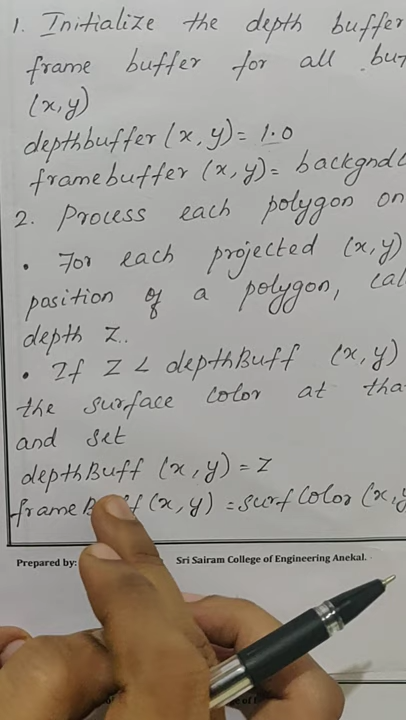 1. Initialize the depth buffer
frame buffer for all
(x,y)
depthbuffer (x, y) = 1.0
framebuffer (x, y) =
2. Process each polygon on
• For each projected (x,y)
position of a polygon,
depth z.
• If Z < depthBuff (x, y)
the surface color at
and set
depthBuff (x, y) = z
(x, y) = surfColor (x,
Prepared by:
Sri Sairam College of Engineering Anekal.